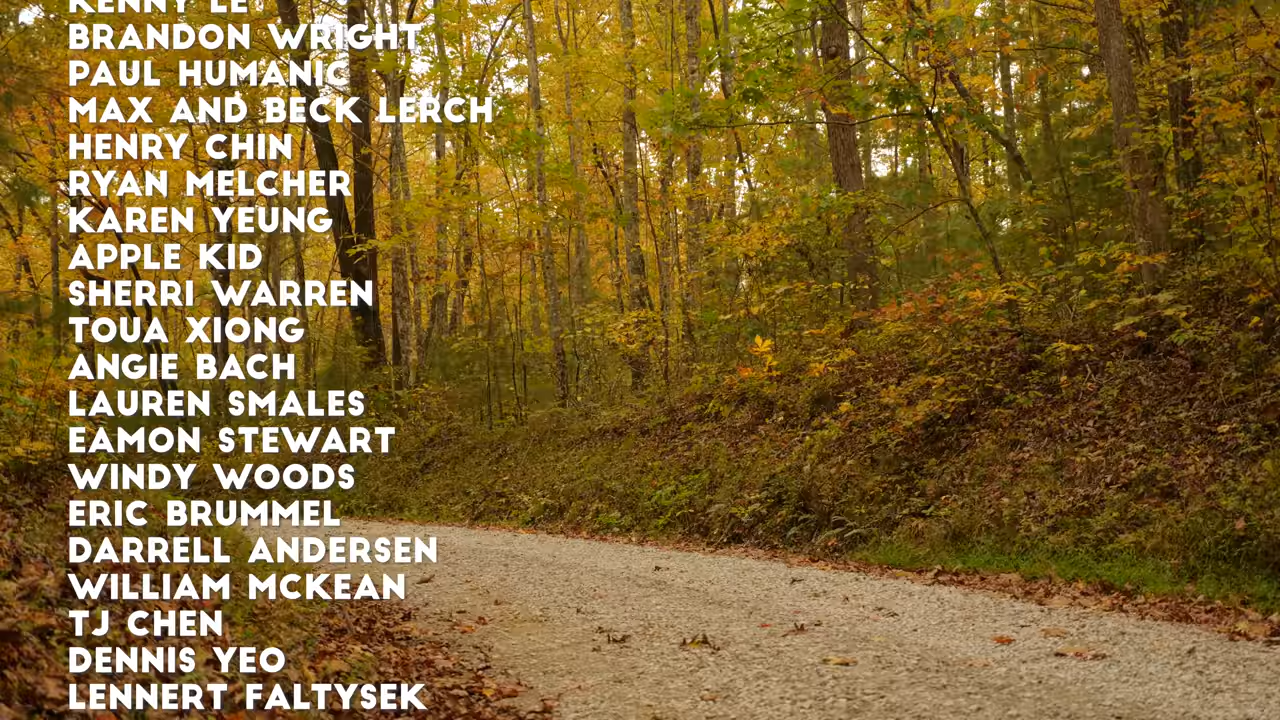 KENNY LE
BRANDON WRIGHT
PAUL HUMANIC
MAX AND BECK LERCH
HENRY CHIN
RYAN MELCHER
KAREN YEUNG
APPLE KID
SHERRI WARREN
TOUA XIONG
ANGIE BACH
LAUREN SMALES
EAMON STEWART
WINDY WOODS
ERIC BRUMMEL
DARRELL ANDERSEN
WILLIAM MCKEAN
TJ CHEN
DENNIS YEO
LENNERT FALTYSEK